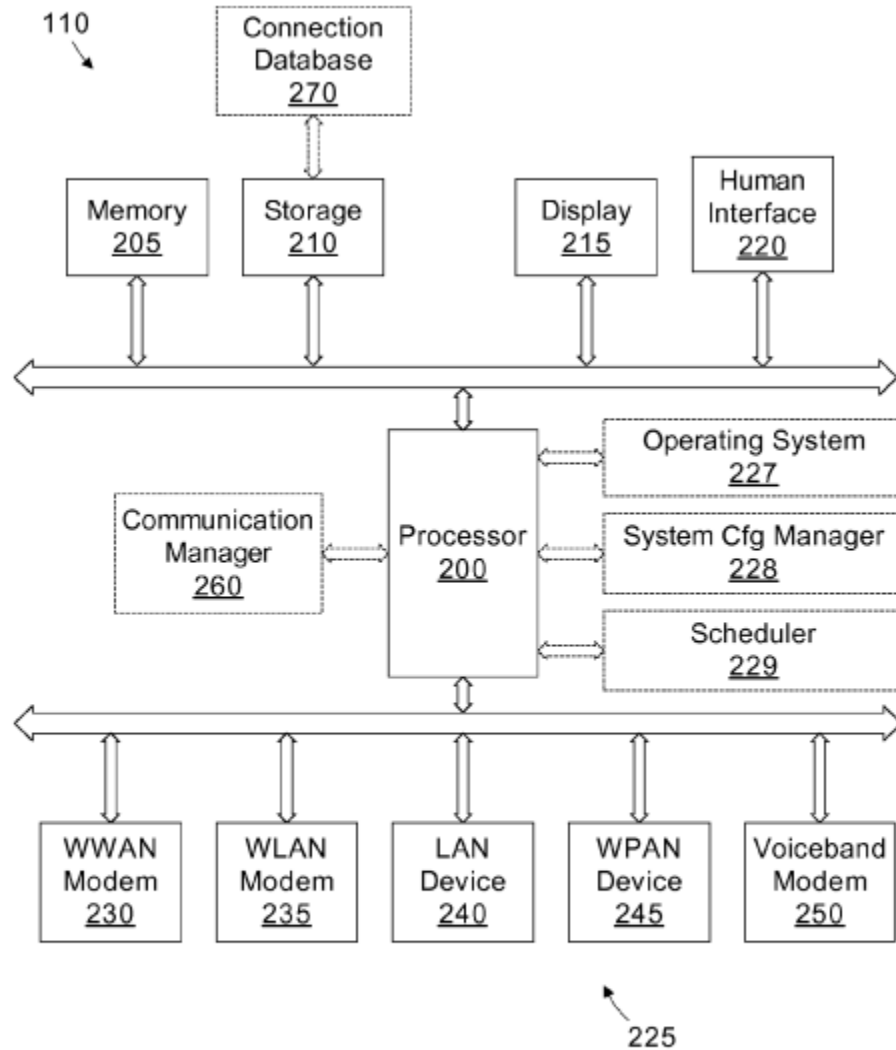 110
Connection
Database
270
Memory
205
Storage
210
Display
215
Human
Interface
220
Operating System
227
Communication
Manager
260
Processor
200
System Cfg Manager
228
Scheduler
229
WWAN
Modem
230
WLAN
Modem
235
LAN
Device
240
WPAN
Device
245
Voiceband
Modem
250
225